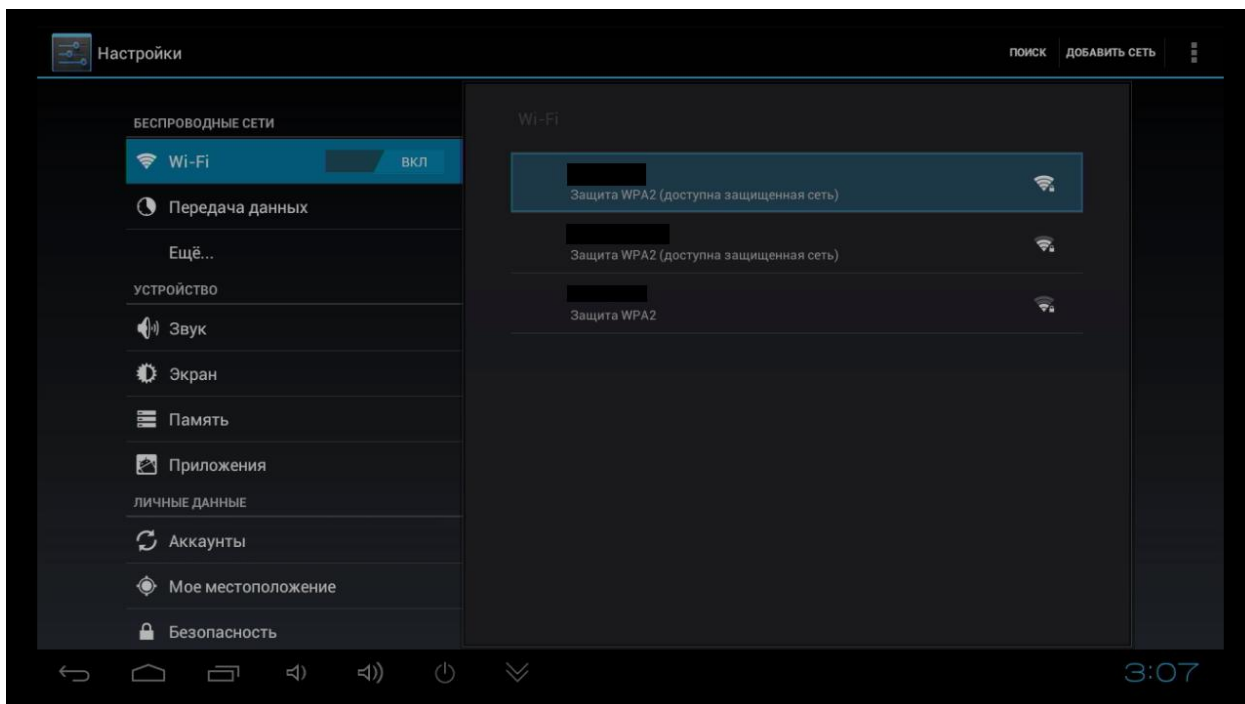 Настройки
ПОИСК ДОБАВИТЬ СЕТЬ
БЕСПРОВОДНЫЕ СЕТИ
Wi-Fi ВКЛ
Передача данных
Ещё...
УСТРОЙСТВО
Звук
Экран
Память
Приложения
ЛИЧНЫЕ ДАННЫЕ
Аккаунты
Мое местоположение
Безопасность
Wi-Fi
Защита WPA2 (доступна защищенная сеть)
Защита WPA2 (доступна защищенная сеть)
Защита WPA2
3:07